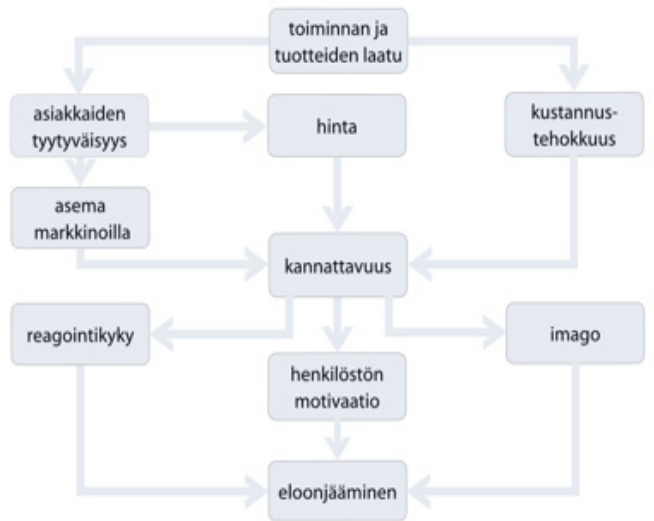 toiminnan ja
tuotteiden laatu
asiakkaiden
tyytyväisyys
hinta
kustannus-
tehokkuus
asema
markkinoilla
kannattavuus
reagointikyky
imago
henkilöstön
motivaatio
eloonjääminen